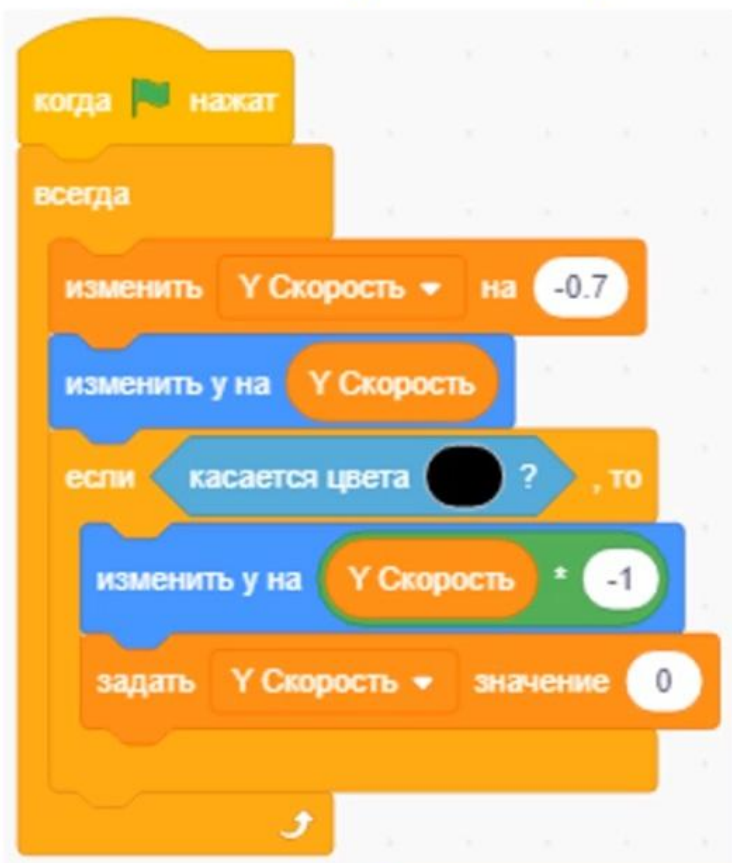 когда нажат
всегда
изменить Y Скорость на -0.7
изменить y на Y Скорость
если касается цвета ? , то
изменить y на Y Скорость * -1
задать Y Скорость значение 0